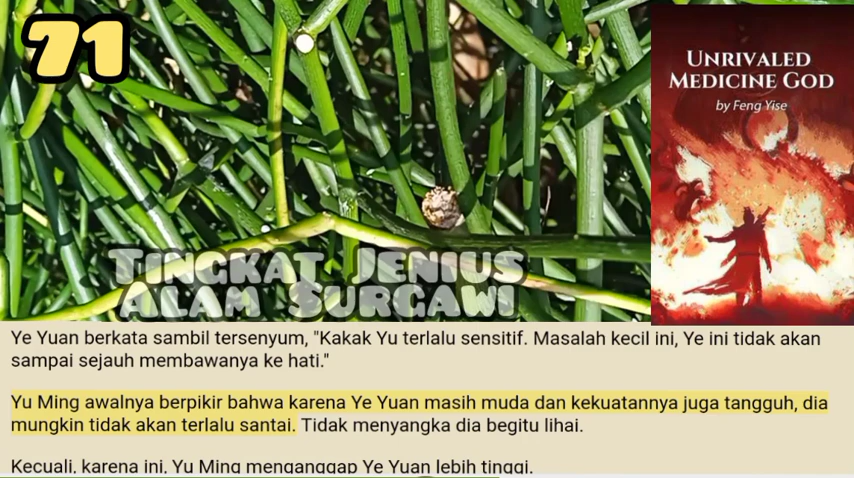 71
UNRIVALED
MEDICINE GOD
by Feng Yise
TINGKAT JENIUS
ALAM SURGAWI
Ye Yuan berkata sambil tersenyum, "Kakak Yu terlalu sensitif. Masalah kecil ini, Ye ini tidak akan
sampai sejauh membawanya ke hati."
Yu Ming awalnya berpikir bahwa karena Ye Yuan masih muda dan kekuatannya juga tangguh, dia
mungkin tidak akan terlalu santai. Tidak menyangka dia begitu lihai.
Kecuali, karena ini, Yu Ming menganggap Ye Yuan lebih tinggi.